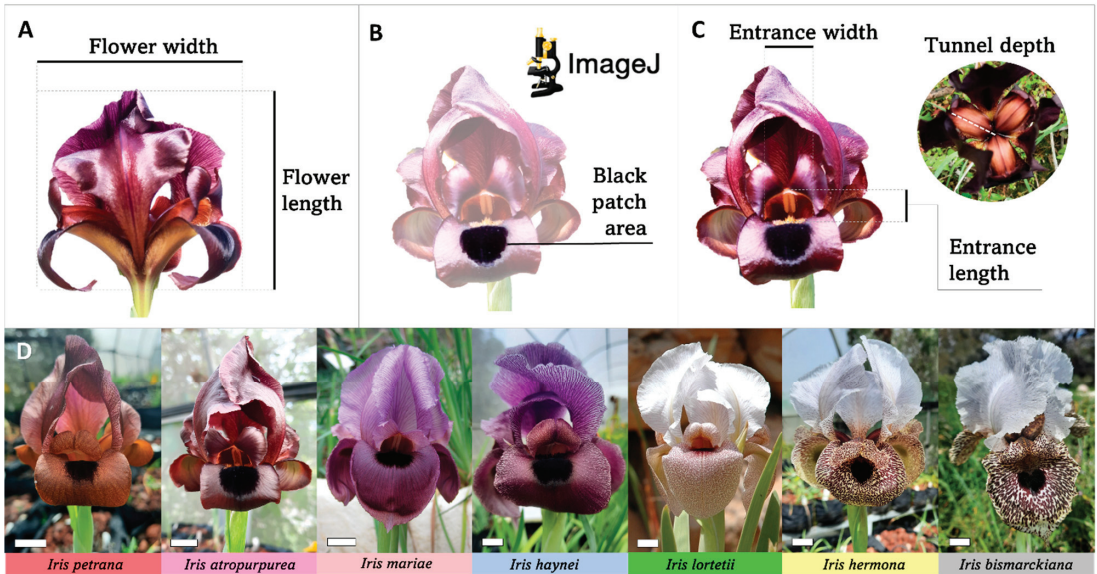 A
Flower width
Flower
length
B
ImageJ
Black
patch
area
C
Entrance width
Tunnel depth
Entrance
length
D
Iris petrana
Iris atropurpurea
Iris mariae
Iris haynei
Iris lortetii
Iris hermona
Iris bismarckiana